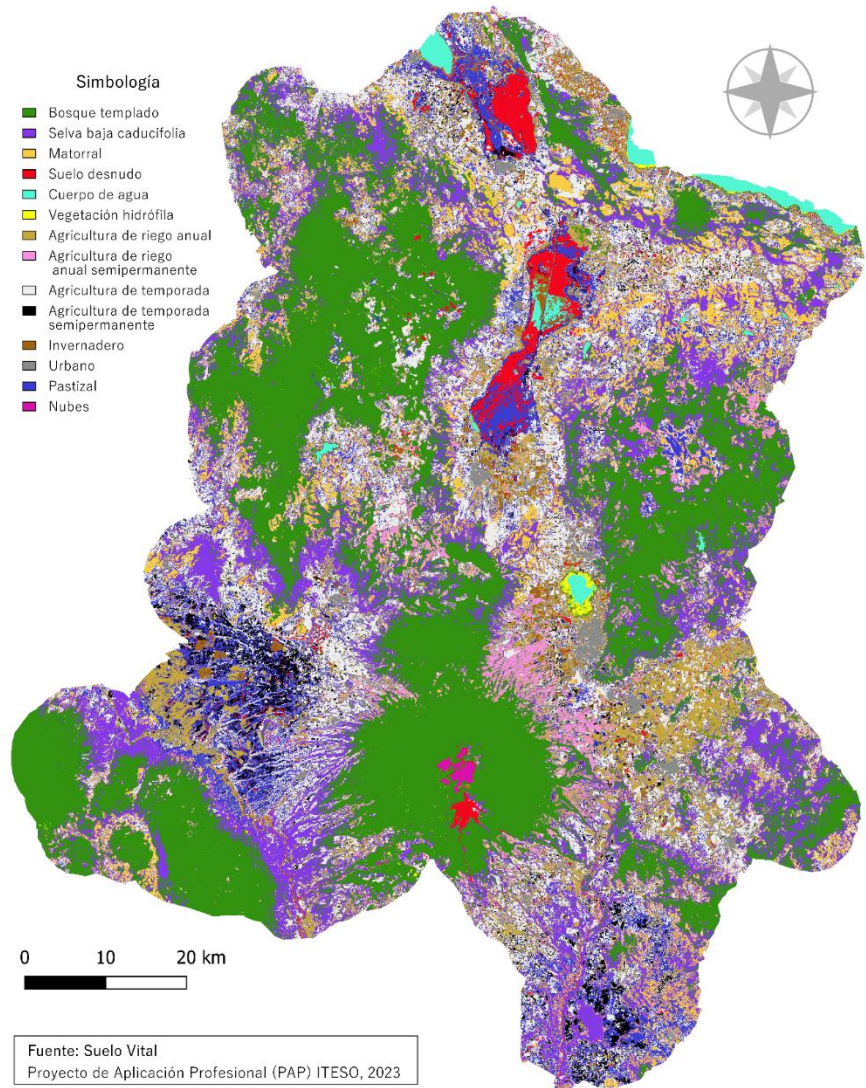 Simbología
Bosque templado
Selva baja caducifolia
Matorral
Suelo desnudo
Cuerpo de agua
Vegetación hidrófila
Agricultura de riego anual
Agricultura de riego
anual semipermanente
Agricultura de temporada
Agricultura de temporada
semipermanente
Invernadero
Urbano
Pastizal
Nubes
0 10 20 km
Fuente: Suelo Vital
Proyecto de Aplicación Profesional (PAP) ITESO, 2023